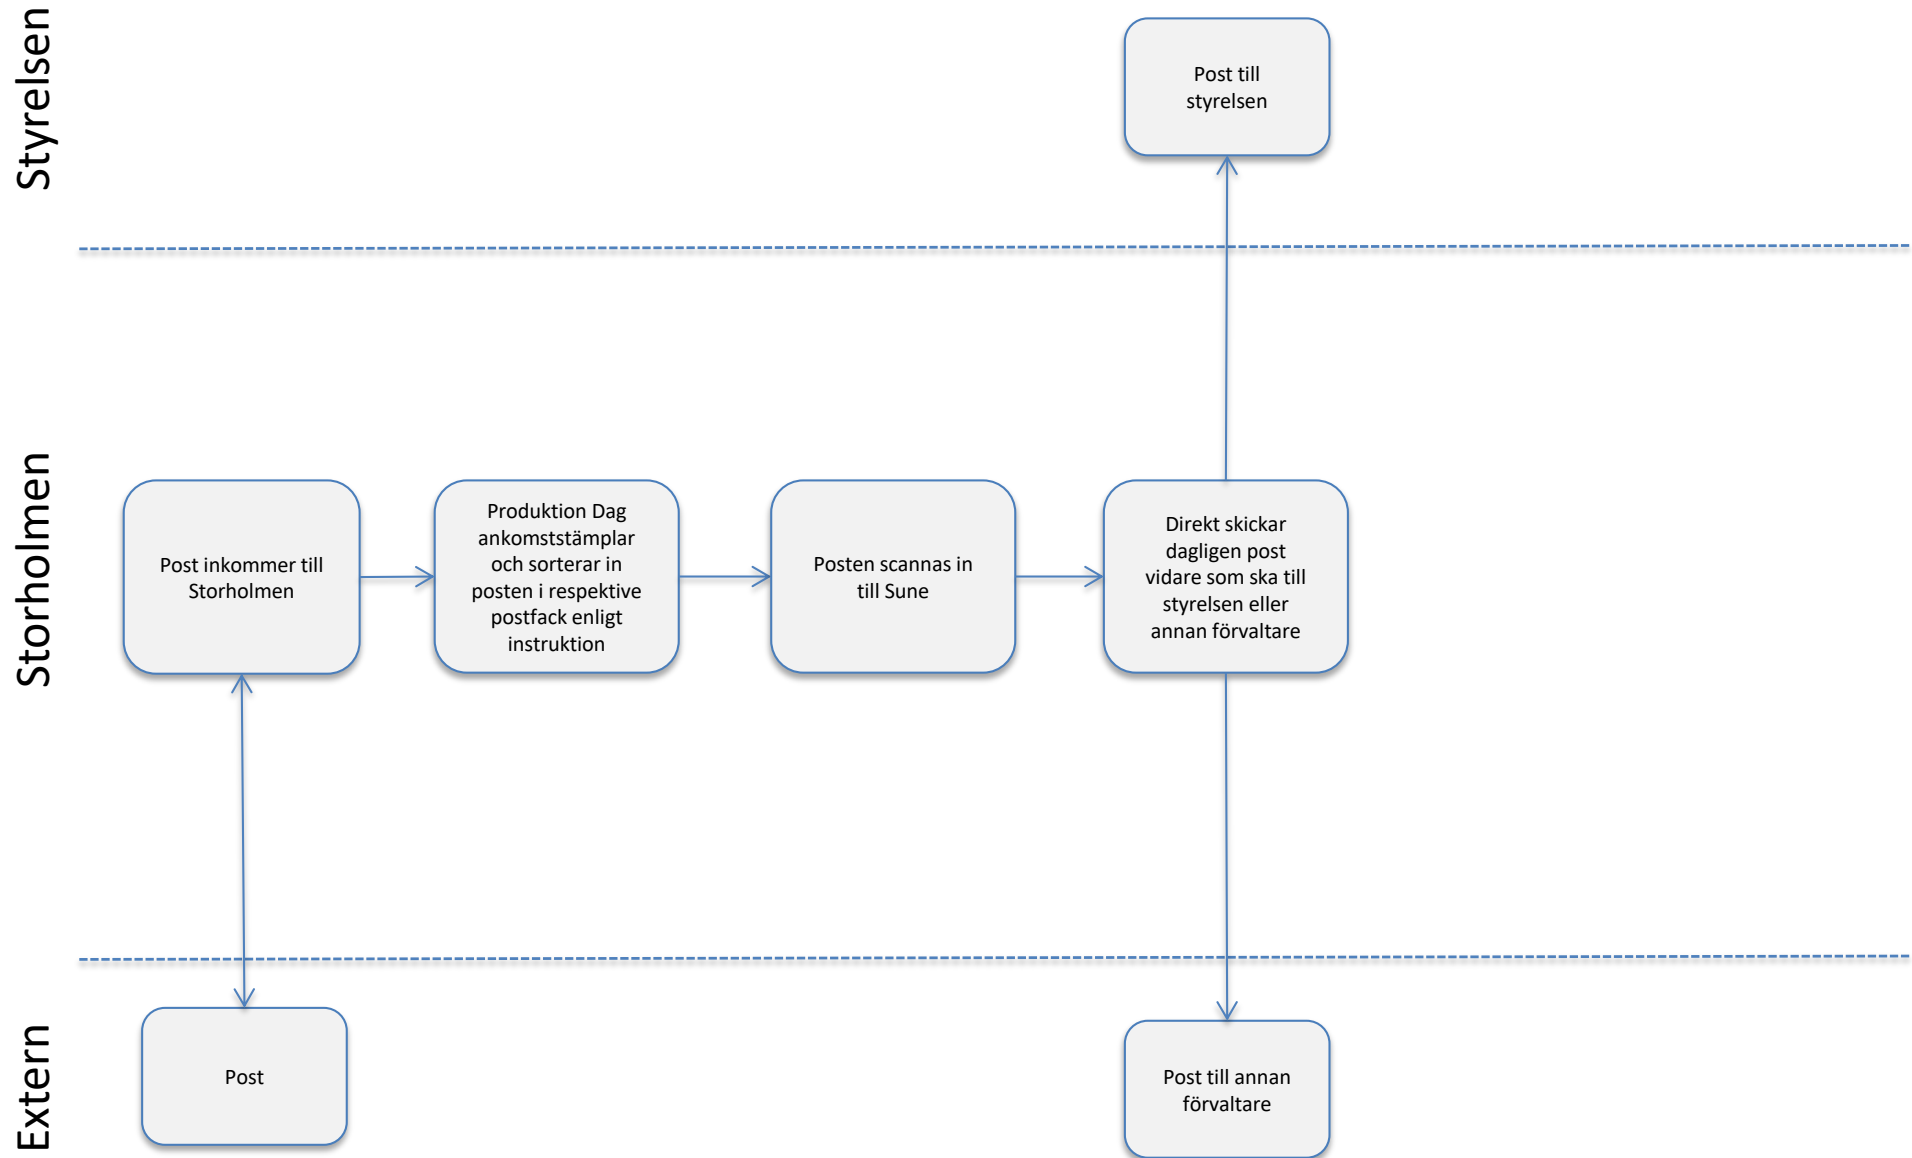 Styrelsen
Post till
styrelsen
Storholmen
Post inkommer till
Storholmen
Produktion Dag
ankomststämplar
och sorterar in
posten i respektive
postfack enligt
instruktion
Posten scannas in
till Sune
Direkt skickar
dagligen post
vidare som ska till
styrelsen eller
annan förvaltare
Extern
Post
Post till annan
förvaltare